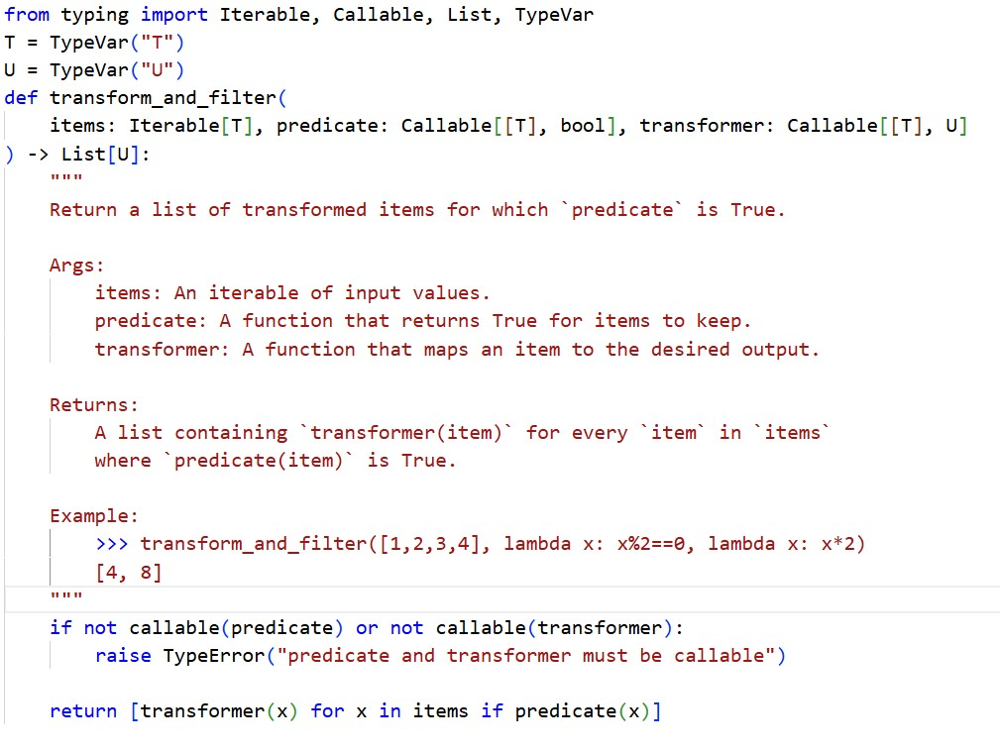 from typing import Iterable, Callable, List, TypeVar
T = TypeVar("T")
U = TypeVar("U")
def transform_and_filter(
    items: Iterable[T], predicate: Callable[[T], bool], transformer: Callable[[T], U]
) -> List[U]:
    """
    Return a list of transformed items for which `predicate` is True.

    Args:
        items: An iterable of input values.
        predicate: A function that returns True for items to keep.
        transformer: A function that maps an item to the desired output.

    Returns:
        A list containing `transformer(item)` for every `item` in `items`
        where `predicate(item)` is True.

    Example:
        >>> transform_and_filter([1,2,3,4], lambda x: x%2==0, lambda x: x*2)
        [4, 8]
    """
    if not callable(predicate) or not callable(transformer):
        raise TypeError("predicate and transformer must be callable")

    return [transformer(x) for x in items if predicate(x)]